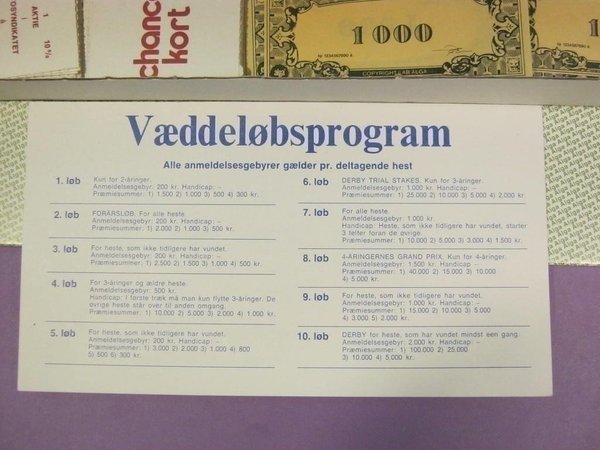 1
AKTIE
i
10%
OSYNDIKATET
chance
kort
1000
nr 1234567890 a.
COPYRIGHT LAB ALGA
nr 1234567890 a.
Væddeløbsprogram
Alle anmeldelsesgebyrer gælder pr. deltagende hest
1. løb Kun for 2-åringer.
Anmeldelsesgebyr: 200 kr. Handicap: –
Præmiesummer: 1) 1.500 2) 1.000 3) 500 4) 300 kr.
2. løb FORÅRSLØB. For alle heste.
Anmeldelsesgebyr: 200 kr. Handicap: –
Præmiesummer: 1) 2.000 2) 1.000 3) 500 kr.
3. løb For heste, som ikke tidligere har vundet.
Anmeldelsesgebyr: 200 kr. Handicap: –
Præmiesummer: 1) 2.500 2) 1.500 3) 1.000 4) 500 kr.
4. løb For 3-åringer og ældre heste.
Anmeldelsesgebyr: 500 kr.
Handicap: I første træk må man kun flytte 3-åringer. De
øvrige heste står over til anden omgang.
Præmiesummer: 1) 10.000 2) 5.000 3) 2.000 4) 1.000 kr.
5. løb For heste, som ikke tidligere har vundet.
Anmeldelsesgebyr: 200 kr. Handicap: –
Præmiesummer: 1) 3.000 2) 2.000 3) 1.000 4) 800
5) 500 6) 300 kr.
6. løb DERBY TRIAL STAKES. Kun for 3-åringer.
Anmeldelsesgebyr: 1.000 kr. Handicap: –
Præmiesummer: 1) 25.000 2) 10.000 3) 5.000 4) 2.000 kr.
7. løb For alle heste.
Anmeldelsesgebyr: 1.000 kr.
Handicap: Heste, som ikke tidligere har vundet, starter
3 felter foran de øvrige.
Præmiesummer: 1) 10.000 2) 5.000 3) 3.000 4) 1.500 kr.
8. løb 4-ÅRINGERNES GRAND PRIX. Kun for 4-åringer.
Anmeldelsesgebyr: 1.500 kr. Handicap: –
Præmiesummer: 1) 40.000 2) 15.000 3) 10.000
4) 5.000 kr.
9. løb For heste, som ikke tidligere har vundet.
Anmeldelsesgebyr: 1.000 kr. Handicap: –
Præmiesummer: 1) 15.000 2) 10.000 3) 5.000
4) 3.000 5) 2.000 kr.
10. løb DERBY for heste, som har vundet mindst een gang.
Anmeldelsesgebyr: 2.000 kr. Handicap: –
Præmiesummer: 1) 100.000 2) 25.000
3) 10.000 4) 5.000 kr.